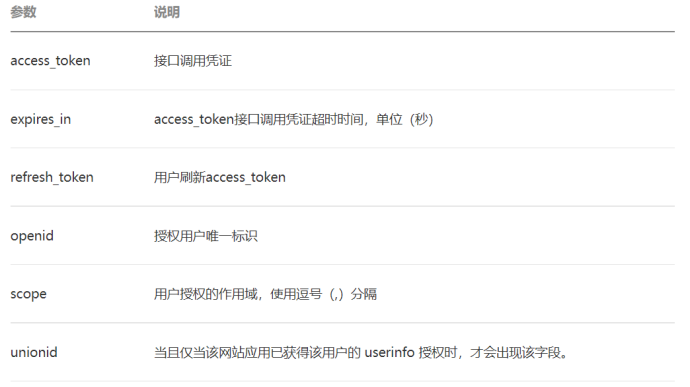 参数 说明
access_token 接口调用凭证
expires_in access_token接口调用凭证超时时间，单位（秒）
refresh_token 用户刷新access_token
openid 授权用户唯一标识
scope 用户授权的作用域，使用逗号（,）分隔
unionid 当且仅当该网站应用已获得该用户的 userinfo 授权时，才会出现该字段。